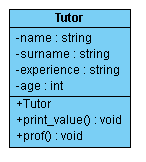 Tutor
-name : string
-surname : string
-experience : string
-age : int
+Tutor
+print_value() : void
+prof() : void